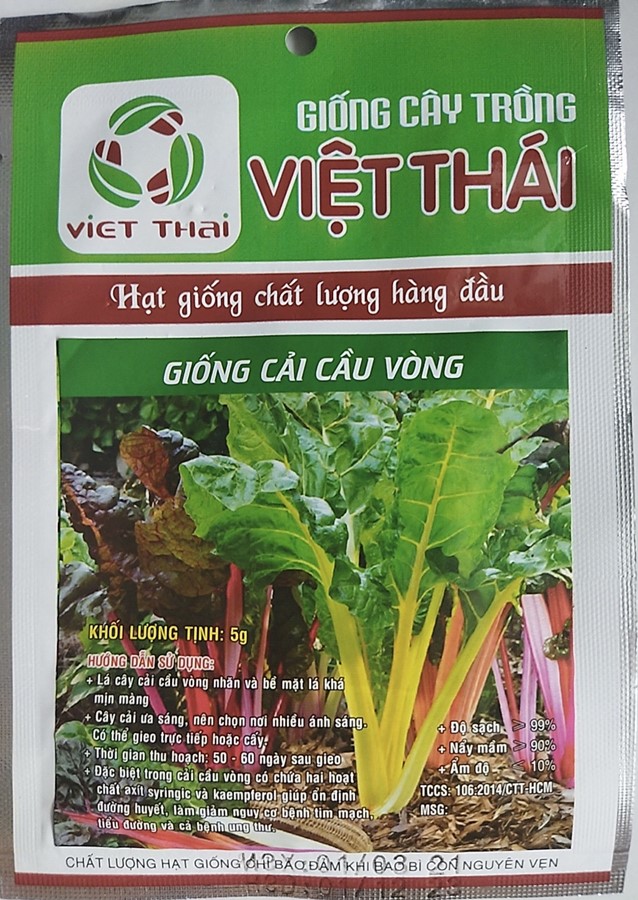 VIET THAI
GIỐNG CÂY TRỒNG
VIỆT THÁI
Hạt giống chất lượng hàng đầu
GIỐNG CẢI CẦU VÒNG
KHỐI LƯỢNG TỊNH: 5g
HƯỚNG DẪN SỬ DỤNG:
+ Lá cây cải cầu vòng nhẵn và bề mặt lá khá
mịn màng
+ Cây cải ưa sáng, nên chọn nơi nhiều ánh sáng.
Có thể gieo trực tiếp hoặc cấy.
+ Thời gian thu hoạch: 50 - 60 ngày sau gieo
+ Đặc biệt trong cải cầu vòng có chứa hai hoạt
chất axit syringic và kaempferol giúp ổn định
đường huyết, làm giảm nguy cơ bệnh tim mạch,
tiểu đường và cả bệnh ung thư.
+ Độ sạch > 99%
+ Nẩy mầm > 90%
+ Ẩm độ < 10%
TCCS: 106:2014/CTT-HCM
MSG:
CHẤT LƯỢNG HẠT GIỐNG CHỈ BẢO ĐẢM KHI BAO BÌ CÒN NGUYÊN VẸN